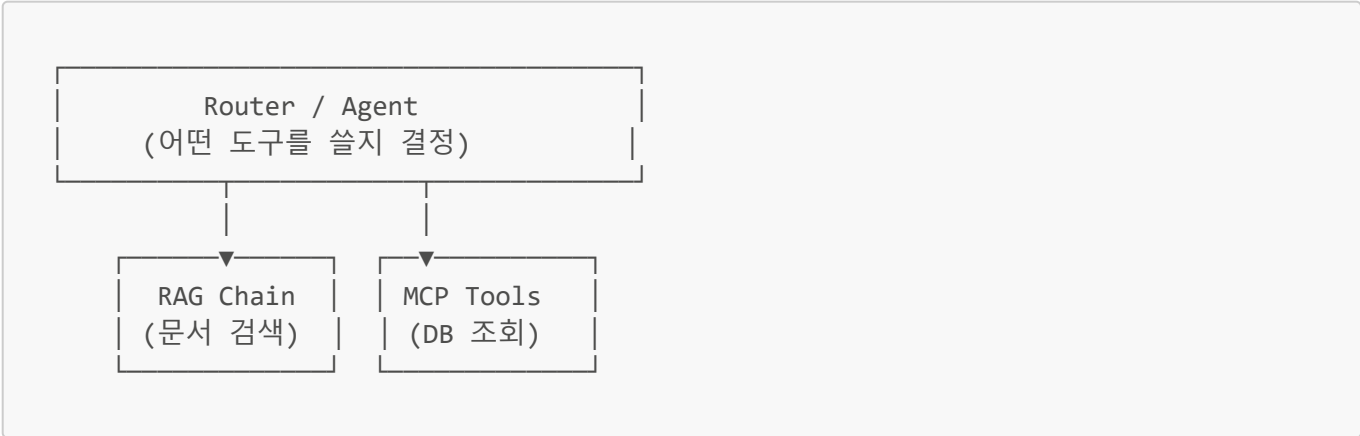 Router / Agent
(어떤 도구를 쓸지 결정)
RAG Chain MCP Tools
(문서 검색) (DB 조회)